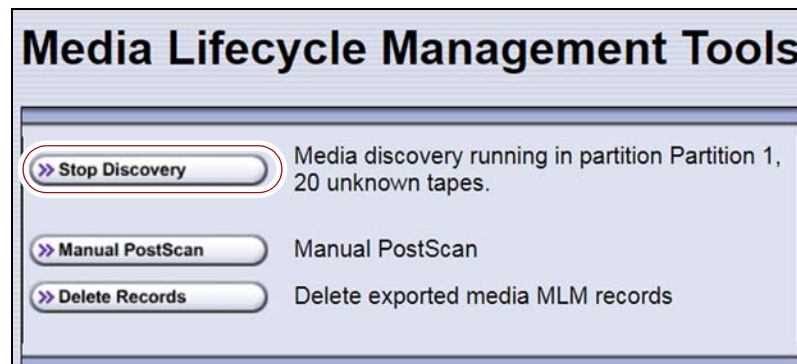 Media Lifecycle Management Tools
>> Stop Discovery
Media discovery running in partition Partition 1,
20 unknown tapes.
>> Manual PostScan
Manual PostScan
>> Delete Records
Delete exported media MLM records